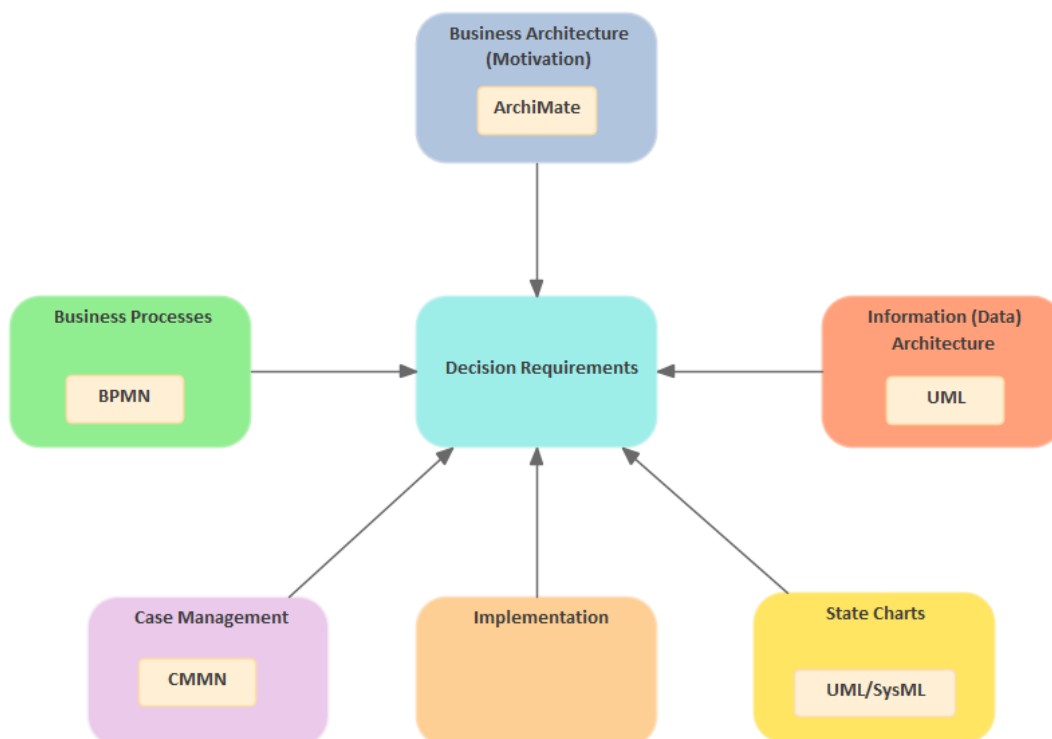 Business Architecture
(Motivation)
ArchiMate
Business Processes
BPMN
Decision Requirements
Information (Data)
Architecture
UML
Case Management
CMMN
Implementation
State Charts
UML/SysML